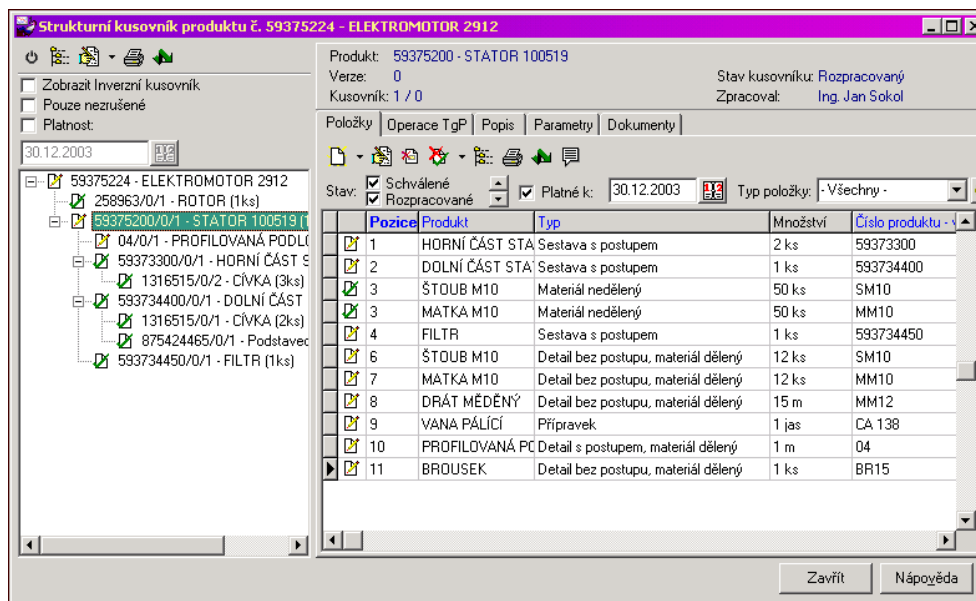 Strukturní kusovník produktu č. 59375224 - ELEKTROMOTOR 2912
Zobrazit Inverzní kusovník
Pouze nezrušené
Platnost:
30.12.2003
59375224 - ELEKTROMOTOR 2912
258963/0/1 - ROTOR (1ks)
59375200/0/1 - STATOR 100519 (1
04/0/1 - PROFILOVANÁ PODL
59373300/0/1 - HORNÍ ČÁST S
1316515/0/2 - CÍVKA (3ks)
593734400/0/1 - DOLNÍ ČÁST
1316515/0/1 - CÍVKA (2ks)
875424465/0/1 - Podstavec
593734450/0/1 - FILTR (1ks)
Produkt: 59375200 - STATOR 100519
Verze: 0 Stav kusovníku: Rozpracovaný
Kusovník: 1 / 0 Zpracoval: Ing. Jan Sokol
Položky Operace TgP Popis Parametry Dokumenty
Stav: Schválené Rozpracované Platné k: 30.12.2003 Typ položky: - Všechny -
Pozice Produkt Typ Množství Číslo produktu - v
1 HORNÍ ČÁST STA Sestava s postupem 2 ks 59373300
2 DOLNÍ ČÁST STA Sestava s postupem 1 ks 593734400
3 ŠTOUB M10 Materiál nedělený 50 ks SM10
3 MATKA M10 Materiál nedělený 50 ks MM10
4 FILTR Sestava s postupem 1 ks 593734450
6 ŠTOUB M10 Detail bez postupu, materiál dělený 12 ks SM10
7 MATKA M10 Detail bez postupu, materiál dělený 12 ks MM10
8 DRÁT MĚDĚNÝ Detail bez postupu, materiál dělený 15 m MM12
9 VANA PÁLÍCÍ Přípravek 1 jas CA 138
10 PROFILOVANÁ PO Detail s postupem, materiál dělený 1 m 04
11 BROUSEK Detail bez postupu, materiál dělený 1 ks BR15
Zavřít Nápověda